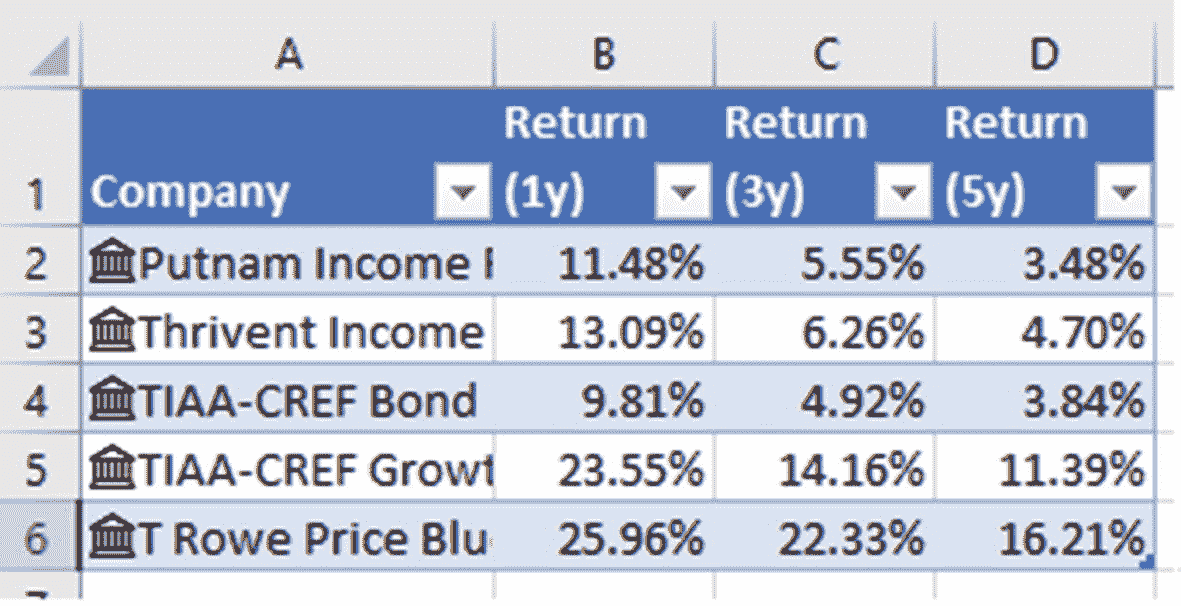 A B C D
Return Return Return
1 Company (1y) (3y) (5y)
2 Putnam Income 11.48% 5.55% 3.48%
3 Thrivent Income 13.09% 6.26% 4.70%
4 TIAA-CREF Bond 9.81% 4.92% 3.84%
5 TIAA-CREF Growt 23.55% 14.16% 11.39%
6 T Rowe Price Blu 25.96% 22.33% 16.21%